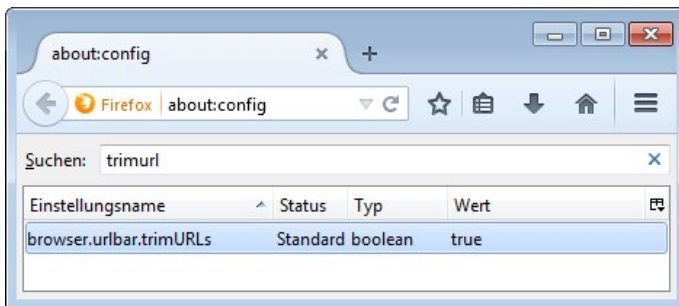 about:config
Firefox about:config
Suchen: trimurl
Einstellungsname Status Typ Wert
browser.urlbar.trimURLs Standard boolean true